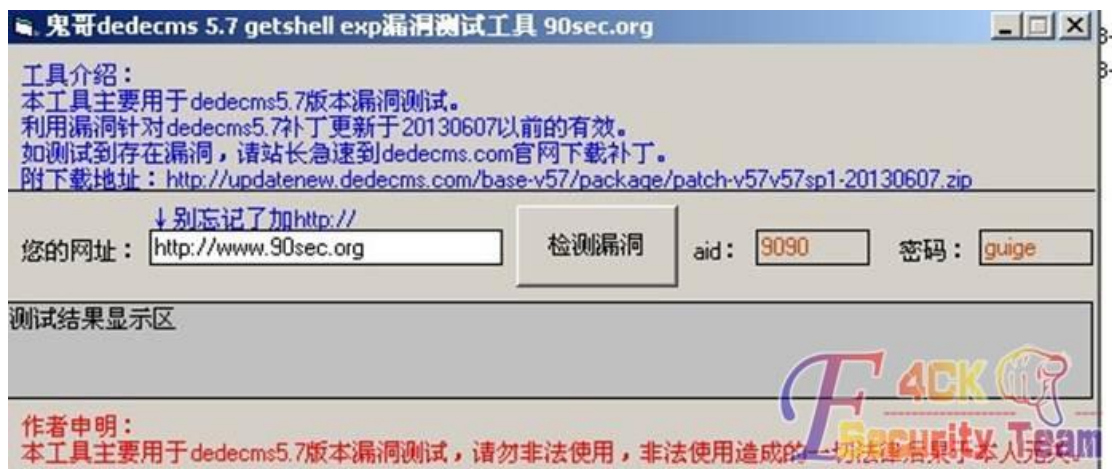 鬼哥dedecms 5.7 getshell exp漏洞测试工具 90sec.org
工具介绍：
本工具主要用于dedecms5.7版本漏洞测试。
利用漏洞针对dedecms5.7补丁更新于20130607以前的有效。
如测试到存在漏洞，请站长急速到dedecms.com官网下载补丁。
附下载地址：http://updatenew.dedecms.com/base-v57/package/patch-v57v57sp1-20130607.zip
↓别忘记了加http://
您的网址： http://www.90sec.org 检测漏洞 aid： 9090 密码： guige
测试结果显示区
F4CK
Security Team
作者申明：
本工具主要用于dedecms5.7版本漏洞测试，请勿非法使用，非法使用造成的一切法律后果于本人无